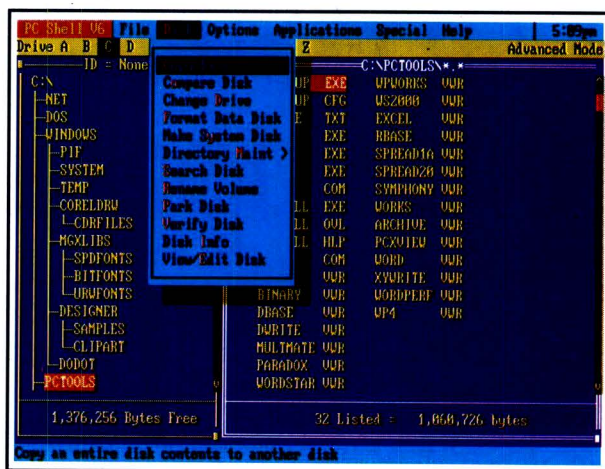 PC Shell V6 File Options Applications Special Help 5:09pm
Drive A B C D Z Advanced Mode
ID = None C:\PCTOOLS\*.*
C:\ Compare Disk UP EXE WPWORKS VWR
NET Change Drive UP CFG WS2000 VWR
DOS Format Data Disk E TXT EXCEL VWR
WINDOWS Make System Disk EXE RBASE VWR
PIF Directory Maint > EXE SPREAD1A VWR
SYSTEM Search Disk EXE SPREAD20 VWR
TEMP Rename Volume COM SYMPHONY VWR
CORELDRW Park Disk LL EXE WORKS VWR
CDRFILES Verify Disk LL OVL ARCHIVE VWR
MGXLIBS Disk Info LL HLP PCXVIEW VWR
SPDFONTS View/Edit Disk COM WORD VWR
BITFONTS VWR XYWRITE VWR
URWFONTS BINARY VWR WORDPERF VWR
DESIGNER DBASE VWR WP4 VWR
SAMPLES DWRITE VWR
CLIPART MULTMATE VWR
DODOT PARADOX VWR
PCTOOLS WORDSTAR VWR
1,376,256 Bytes Free 32 Listed = 1,060,726 bytes
Copy an entire disk contents to another disk